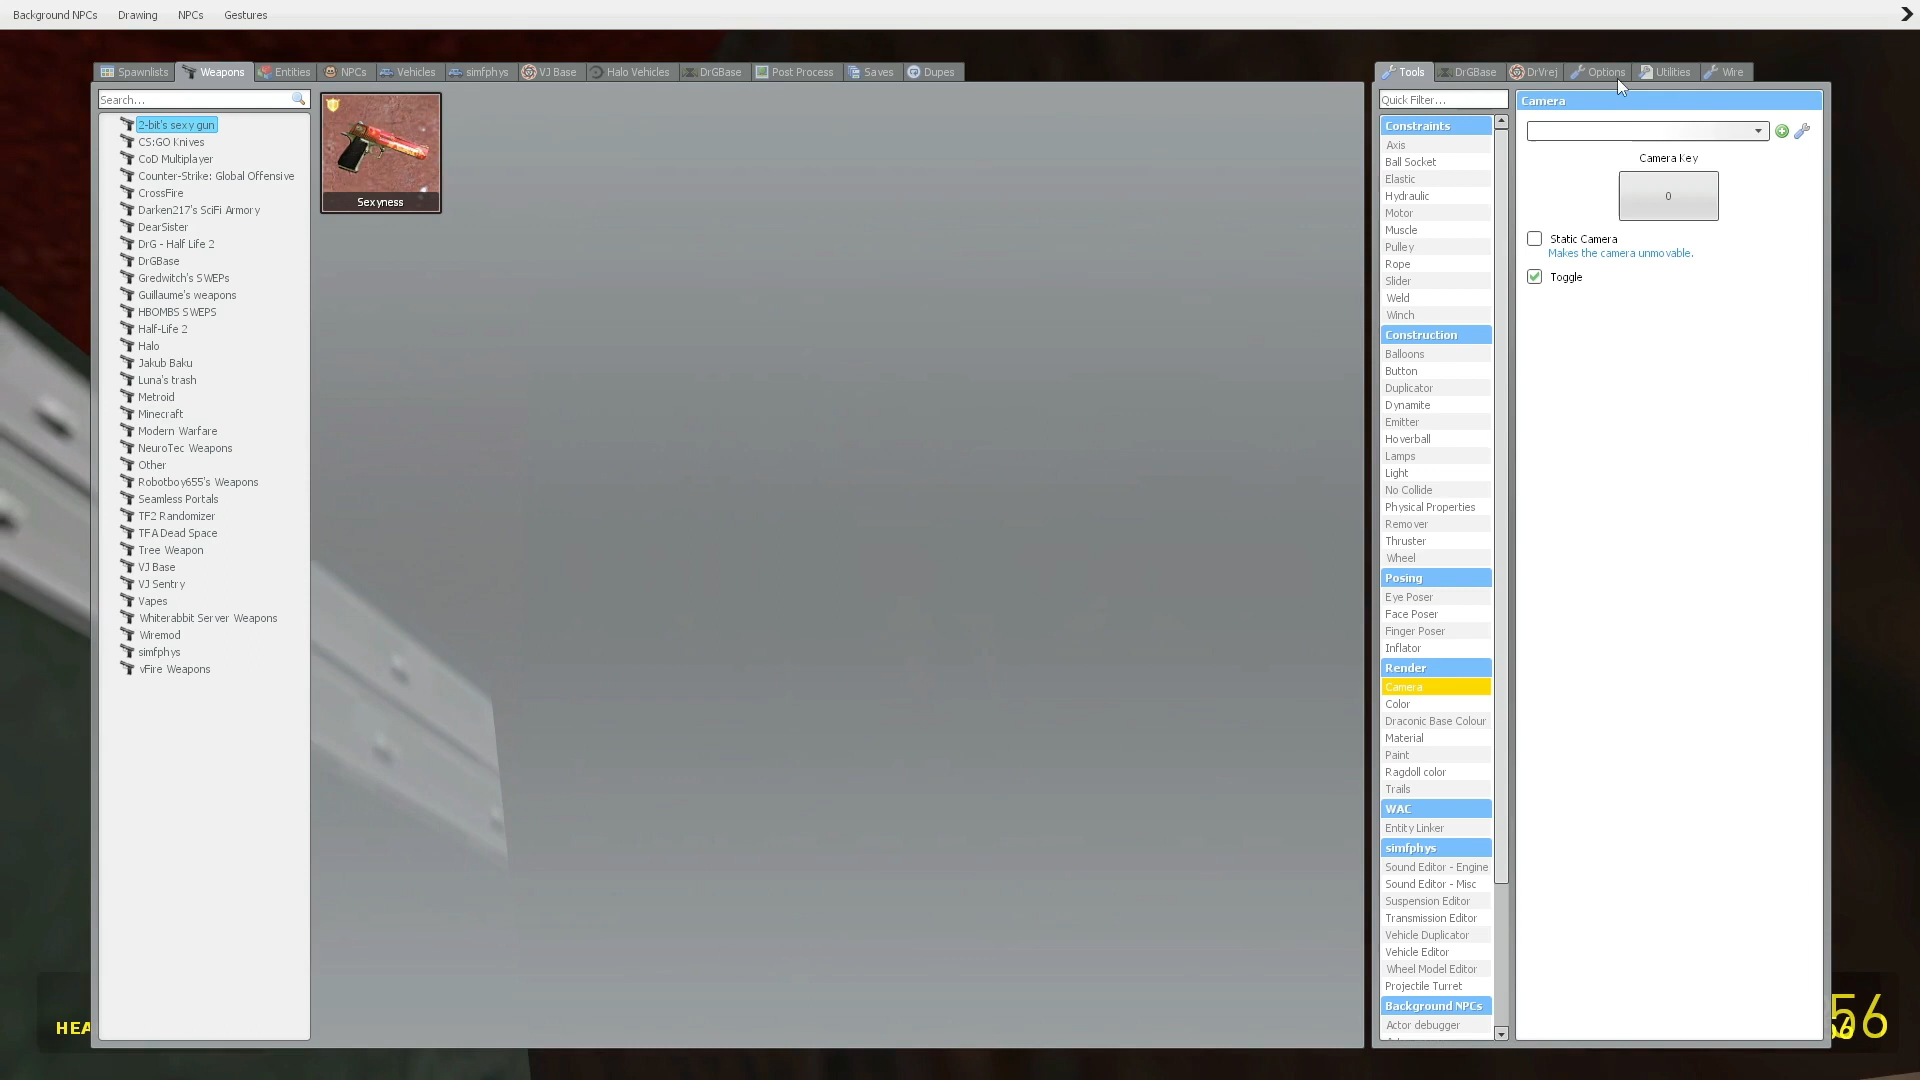 Background NPCs Drawing NPCs Gestures
Spawnlists Weapons Entities NPCs Vehicles simfphys VJ Base Halo Vehicles DrGBase Post Process Saves Dupes
Search...
2-bit's sexy gun
CS:GO Knives
CoD Multiplayer
Counter-Strike: Global Offensive
CrossFire
Darken217's SciFi Armory
DearSister
DrG - Half Life 2
DrGBase
Gredwitch's SWEPs
Guillaume's weapons
HBOMBS SWEPS
Half-Life 2
Halo
Jakub Baku
Luna's trash
Metroid
Minecraft
Modern Warfare
NeuroTec Weapons
Other
Robotboy655's Weapons
Seamless Portals
TF2 Randomizer
TFA Dead Space
Tree Weapon
VJ Base
VJ Sentry
Vapes
Whiterabbit Server Weapons
Wiremod
simfphys
vFire Weapons
Sexyness
Tools DrGBase DrVrej Options Utilities Wire
Quick Filter...
Constraints
Axis
Ball Socket
Elastic
Hydraulic
Motor
Muscle
Pulley
Rope
Slider
Weld
Winch
Construction
Balloons
Button
Duplicator
Dynamite
Emitter
Hoverball
Lamps
Light
No Collide
Physical Properties
Remover
Thruster
Wheel
Posing
Eye Poser
Face Poser
Finger Poser
Inflator
Render
Camera
Color
Draconic Base Colour
Material
Paint
Ragdoll color
Trails
WAC
Entity Linker
simfphys
Sound Editor - Engine
Sound Editor - Misc
Suspension Editor
Transmission Editor
Vehicle Duplicator
Vehicle Editor
Wheel Model Editor
Projectile Turret
Background NPCs
Actor debugger
Camera
Camera Key
0
Static Camera
Makes the camera unmovable.
Toggle
HEA
56